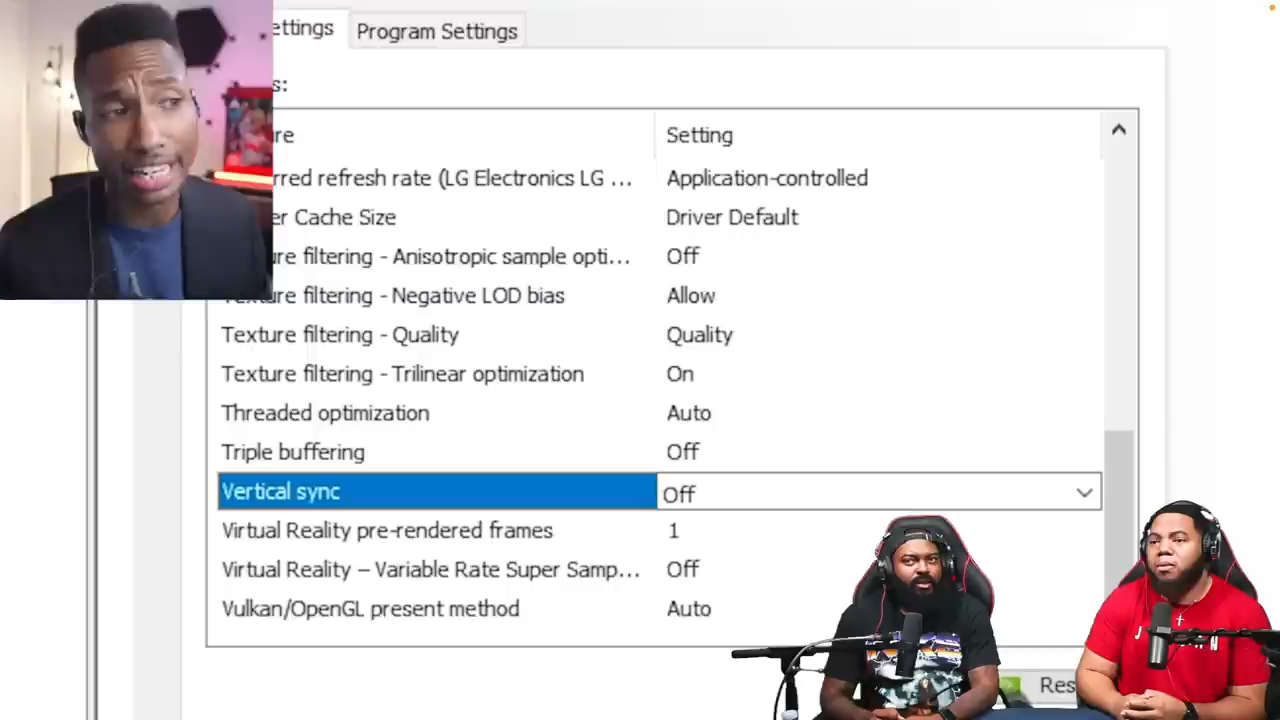 ettings
Program Settings
s:
re Setting
rred refresh rate (LG Electronics LG ... Application-controlled
er Cache Size Driver Default
ure filtering - Anisotropic sample opti... Off
Texture filtering - Negative LOD bias Allow
Texture filtering - Quality Quality
Texture filtering - Trilinear optimization On
Threaded optimization Auto
Triple buffering Off
Vertical sync Off
Virtual Reality pre-rendered frames 1
Virtual Reality – Variable Rate Super Samp... Off
Vulkan/OpenGL present method Auto
Res